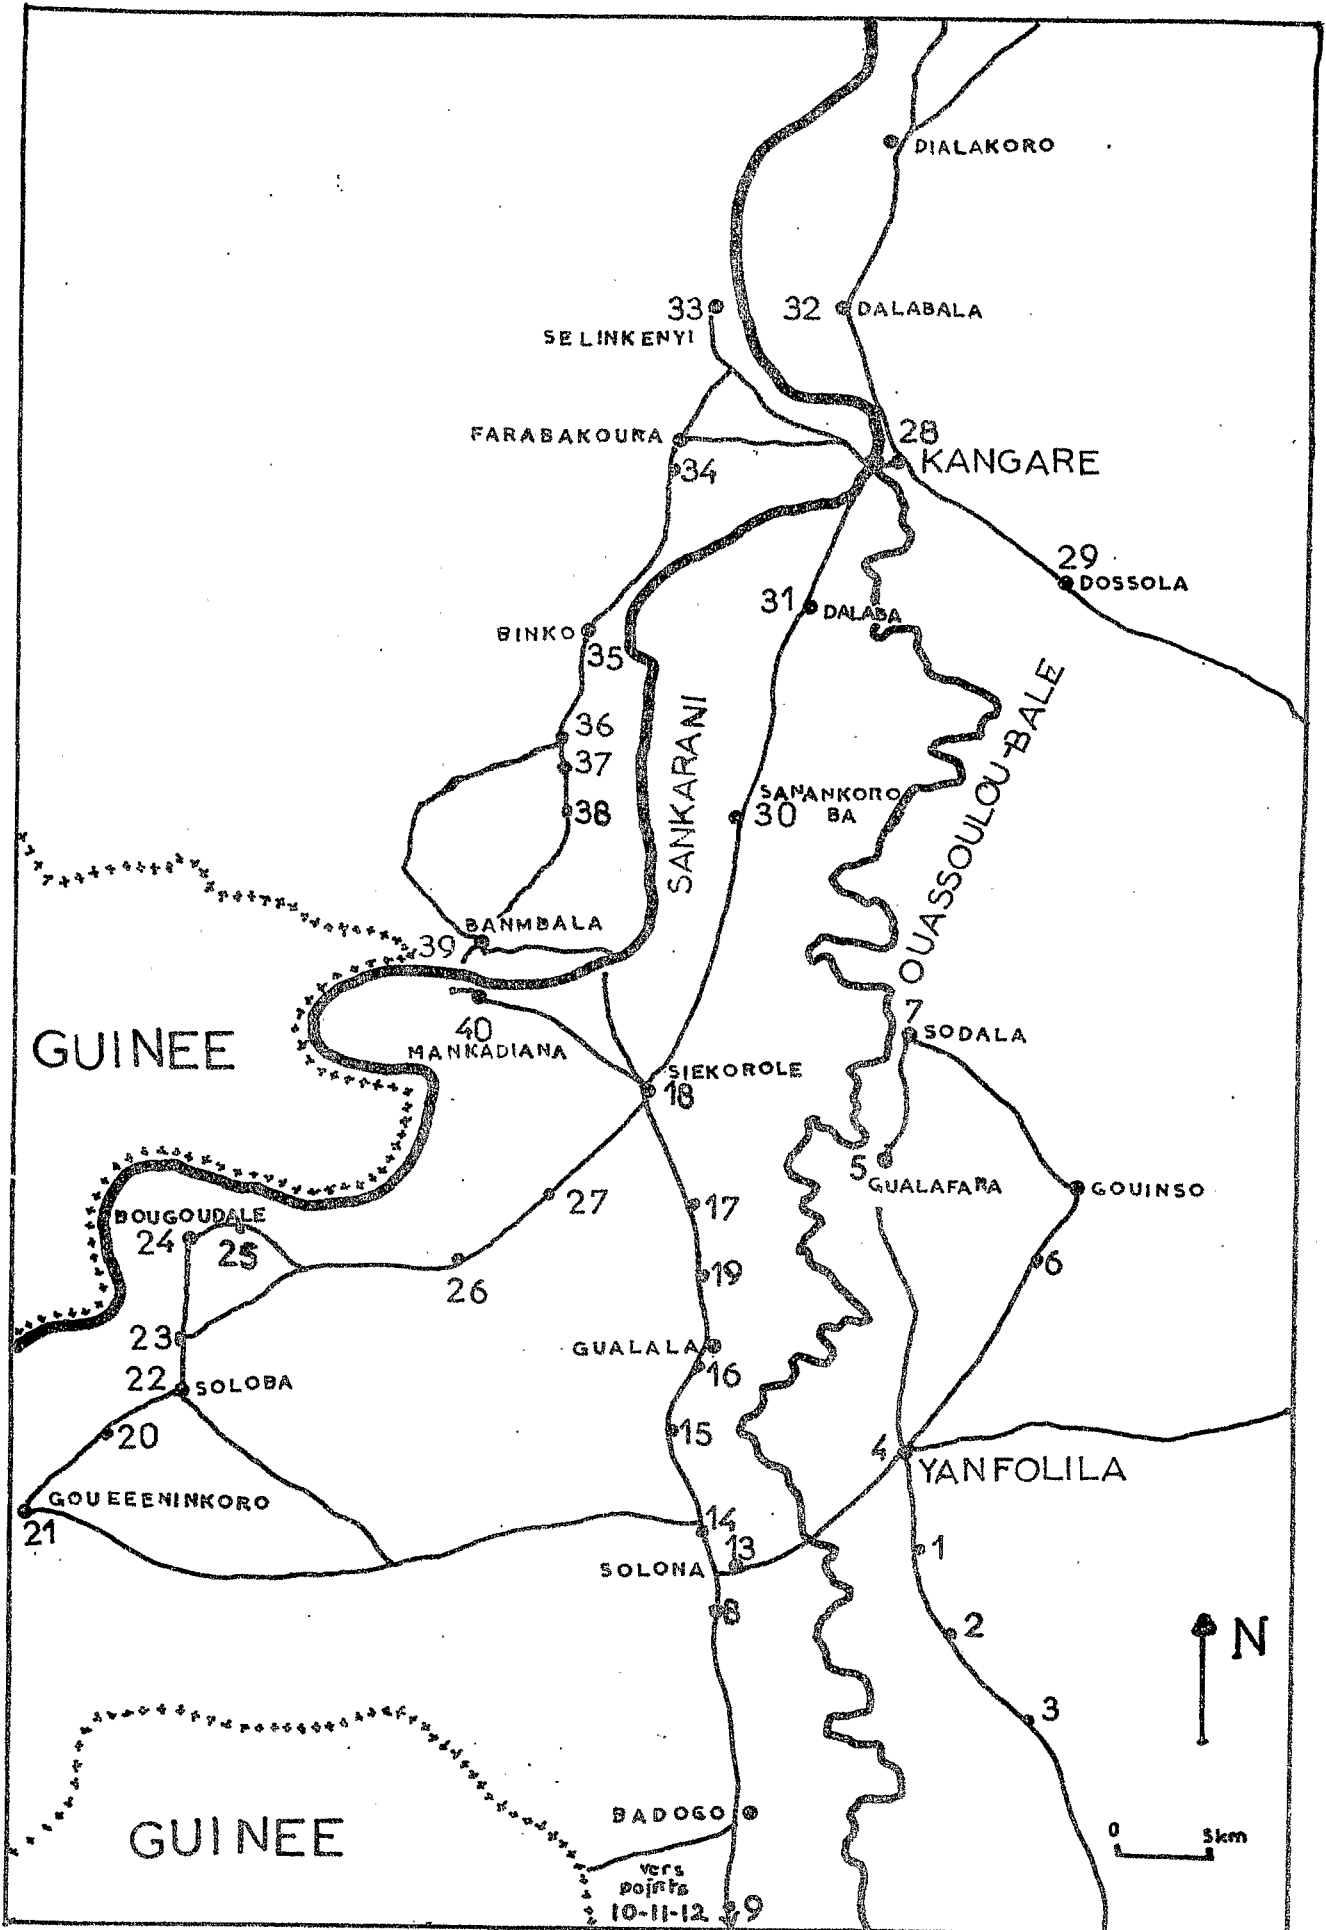 DIALAKORO
33
32 DALABALA
SELINKENYI
28
FARABAKOURA
KANGARE
34
29
DOSSOLA
31 DALABA
BINKO
35
36
37
SANKARANI
OUASSOULOU-BALE
38
SANANKORO
30 BA
BANMBALA
39
7
SODALA
GUINEE
40
MANKADIANA
SIEKOROLE
18
5
GUALAFARA
GOUINSO
27
17
BOUGOUDALE
24
25
6
26
19
23
GUALALA
16
22 SOLOBA
20
15
4
YANFOLILA
GOUEEENINKORO
21
14
13
1
SOLONA
8
2
N
3
BADOGO
0 5km
GUINEE
vers
points
10-11-12
9